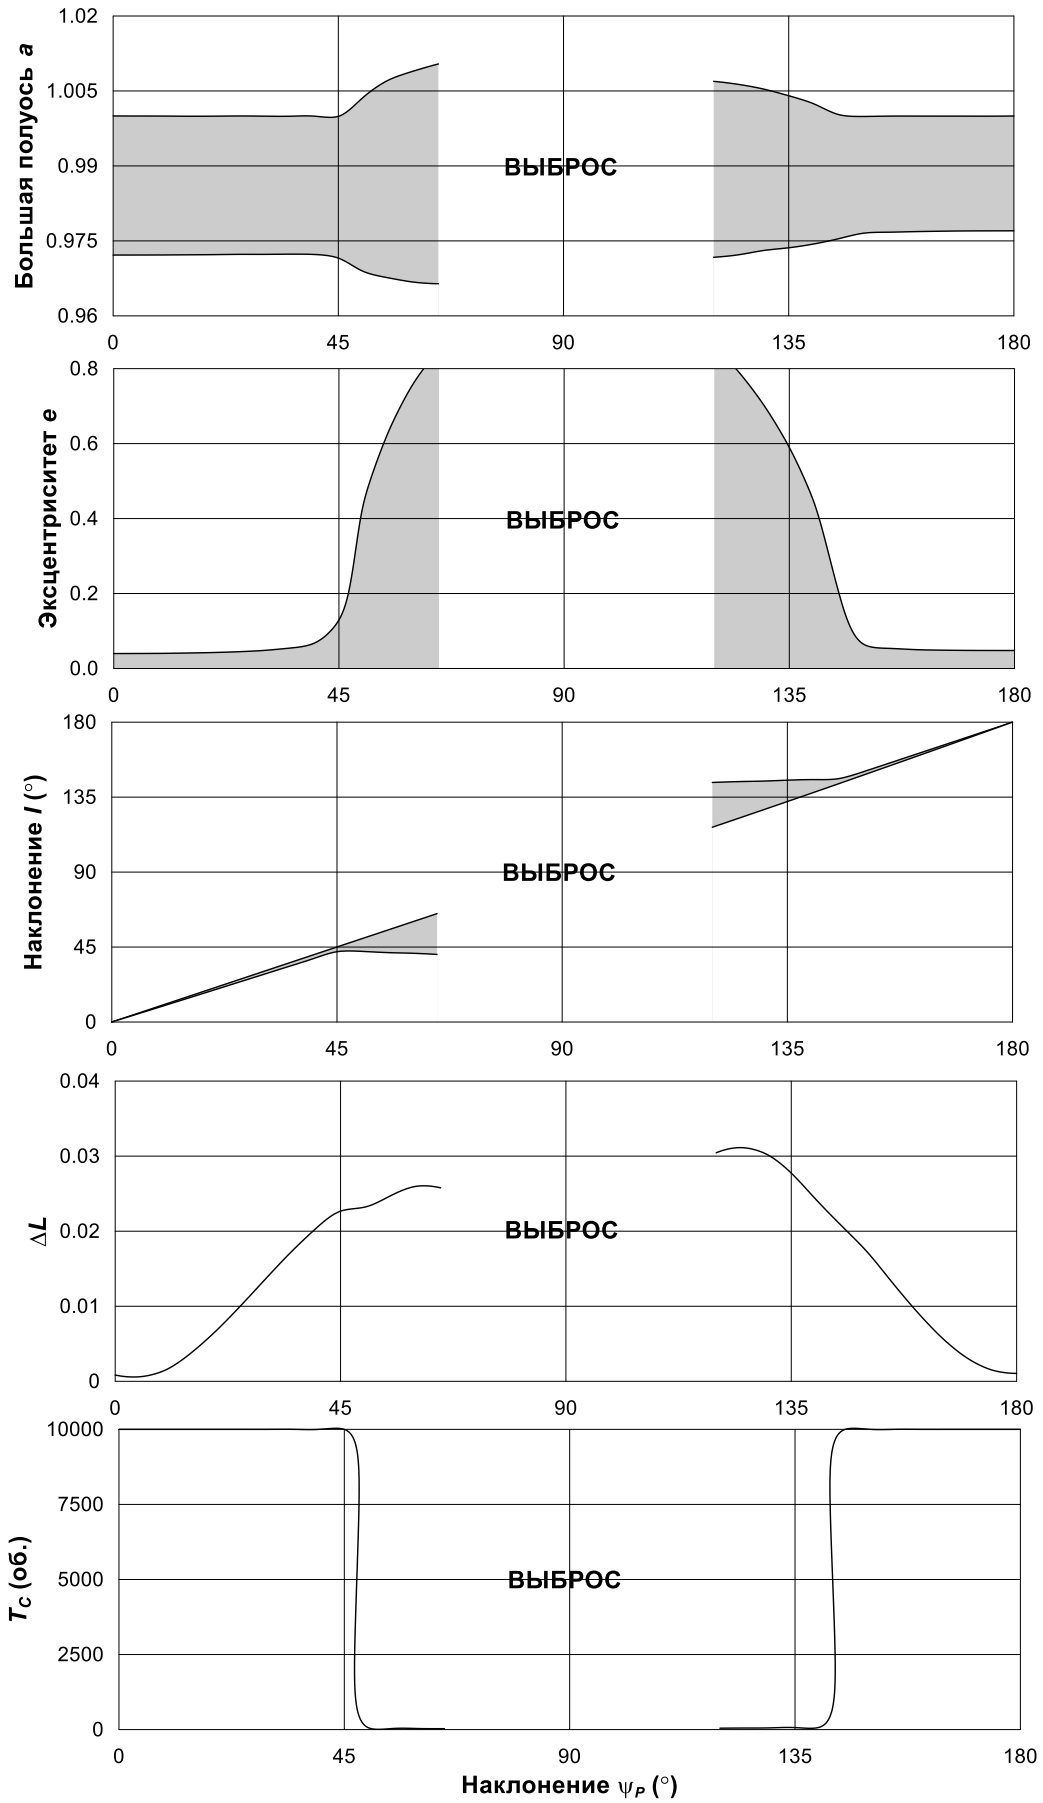 Большая полуось a
1.02
1.005
0.99
0.975
0.96
ВЫБРОС
0 45 90 135 180
Эксцентриситет e
0.8
0.6
0.4
0.2
0.0
ВЫБРОС
0 45 90 135 180
Наклонение I (°)
180
135
90
45
0
ВЫБРОС
0 45 90 135 180
ΔL
0.04
0.03
0.02
0.01
0
ВЫБРОС
0 45 90 135 180
T_C (об.)
10000
7500
5000
2500
0
ВЫБРОС
0 45 90 135 180
Наклонение ψ_P (°)